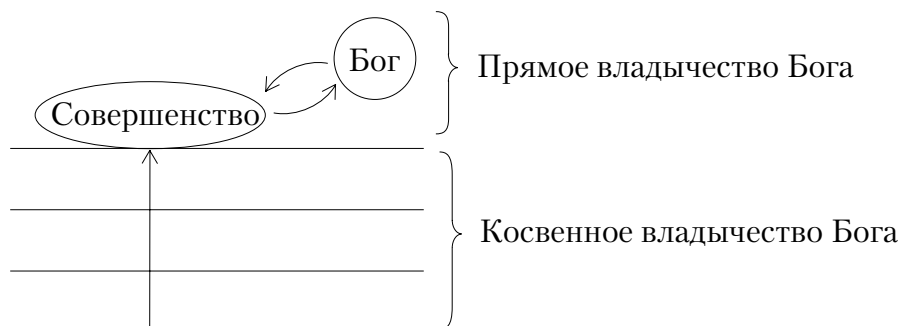 Бог
Прямое владычество Бога
Совершенство
Косвенное владычество Бога